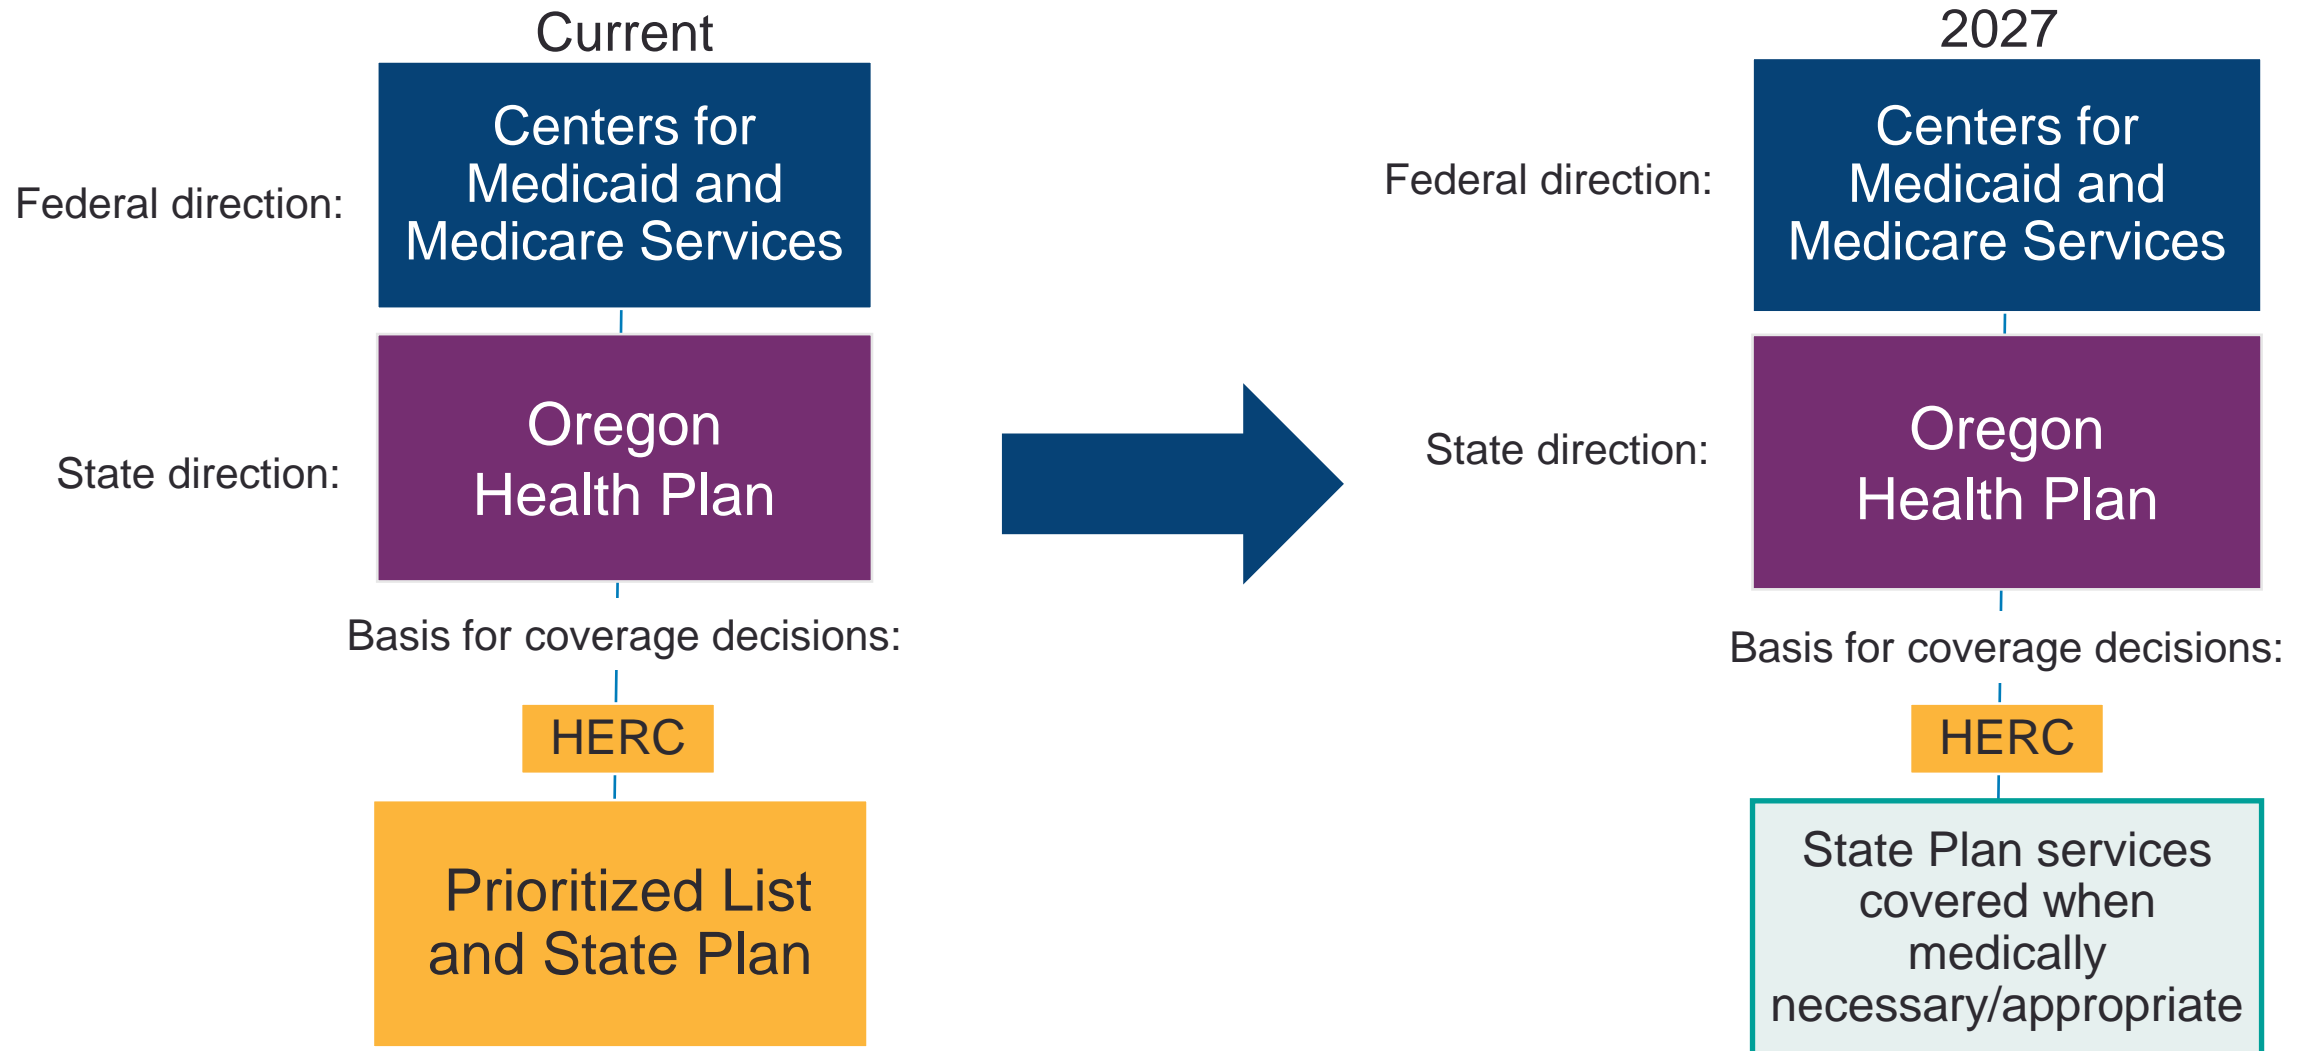 Current
Federal direction:
Centers for
Medicaid and
Medicare Services
State direction:
Oregon
Health Plan
Basis for coverage decisions:
HERC
Prioritized List
and State Plan
2027
Federal direction:
Centers for
Medicaid and
Medicare Services
State direction:
Oregon
Health Plan
Basis for coverage decisions:
HERC
State Plan services
covered when
medically
necessary/appropriate